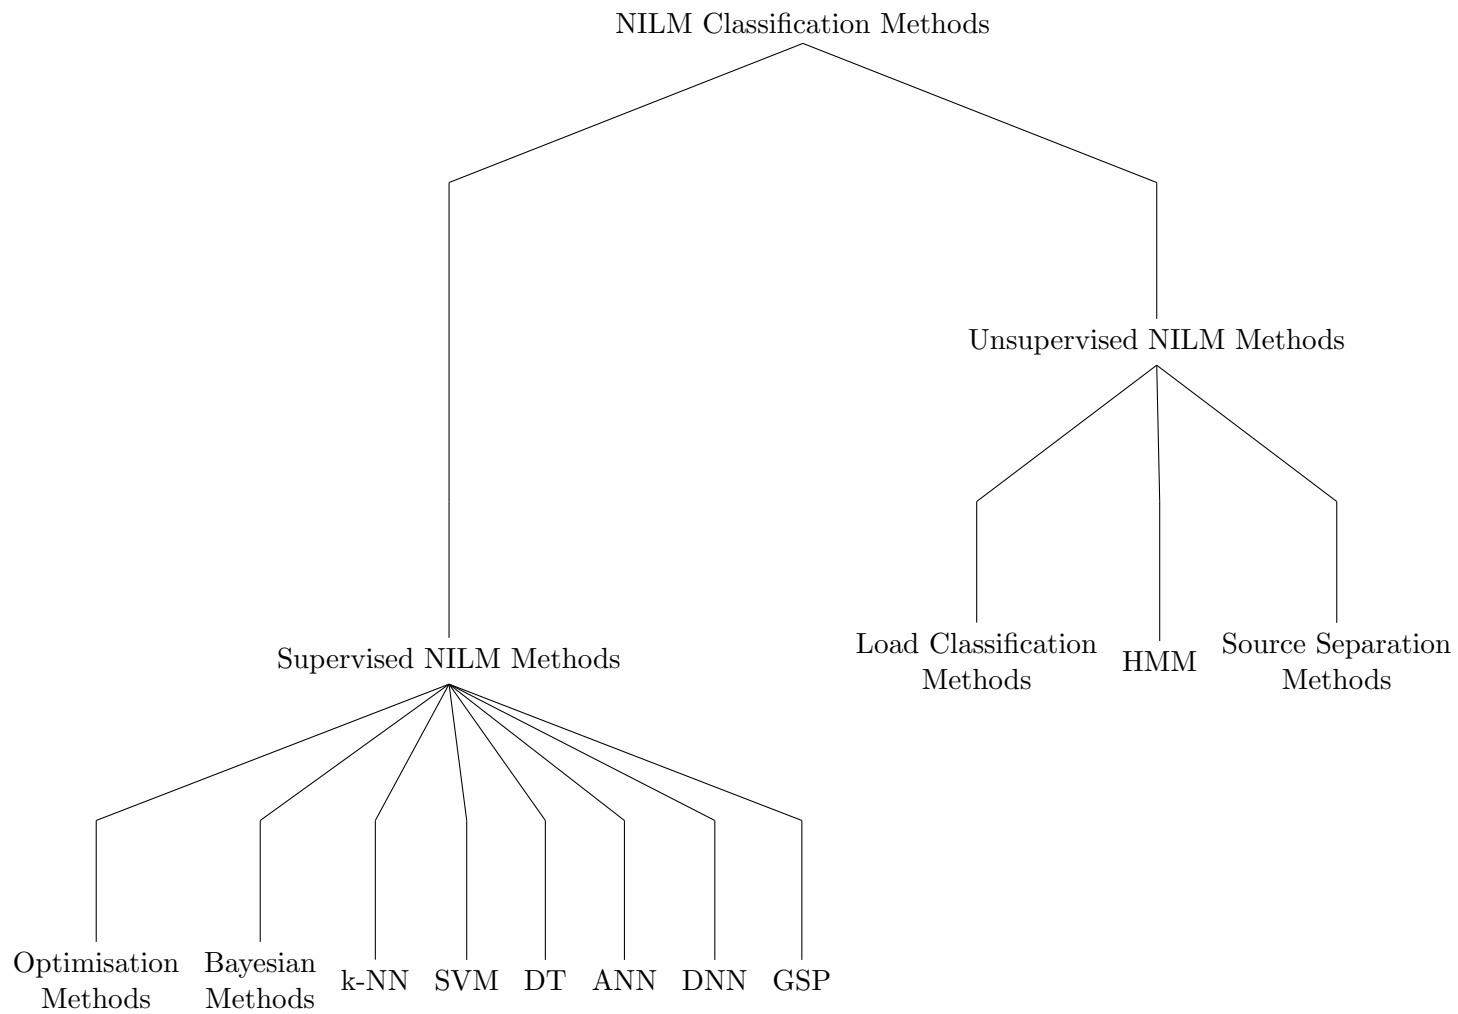 NILM Classification Methods
Unsupervised NILM Methods
Load Classification
Methods
HMM
Source Separation
Methods
Supervised NILM Methods
Optimisation
Methods
Bayesian
Methods
k-NN
SVM
DT
ANN
DNN
GSP